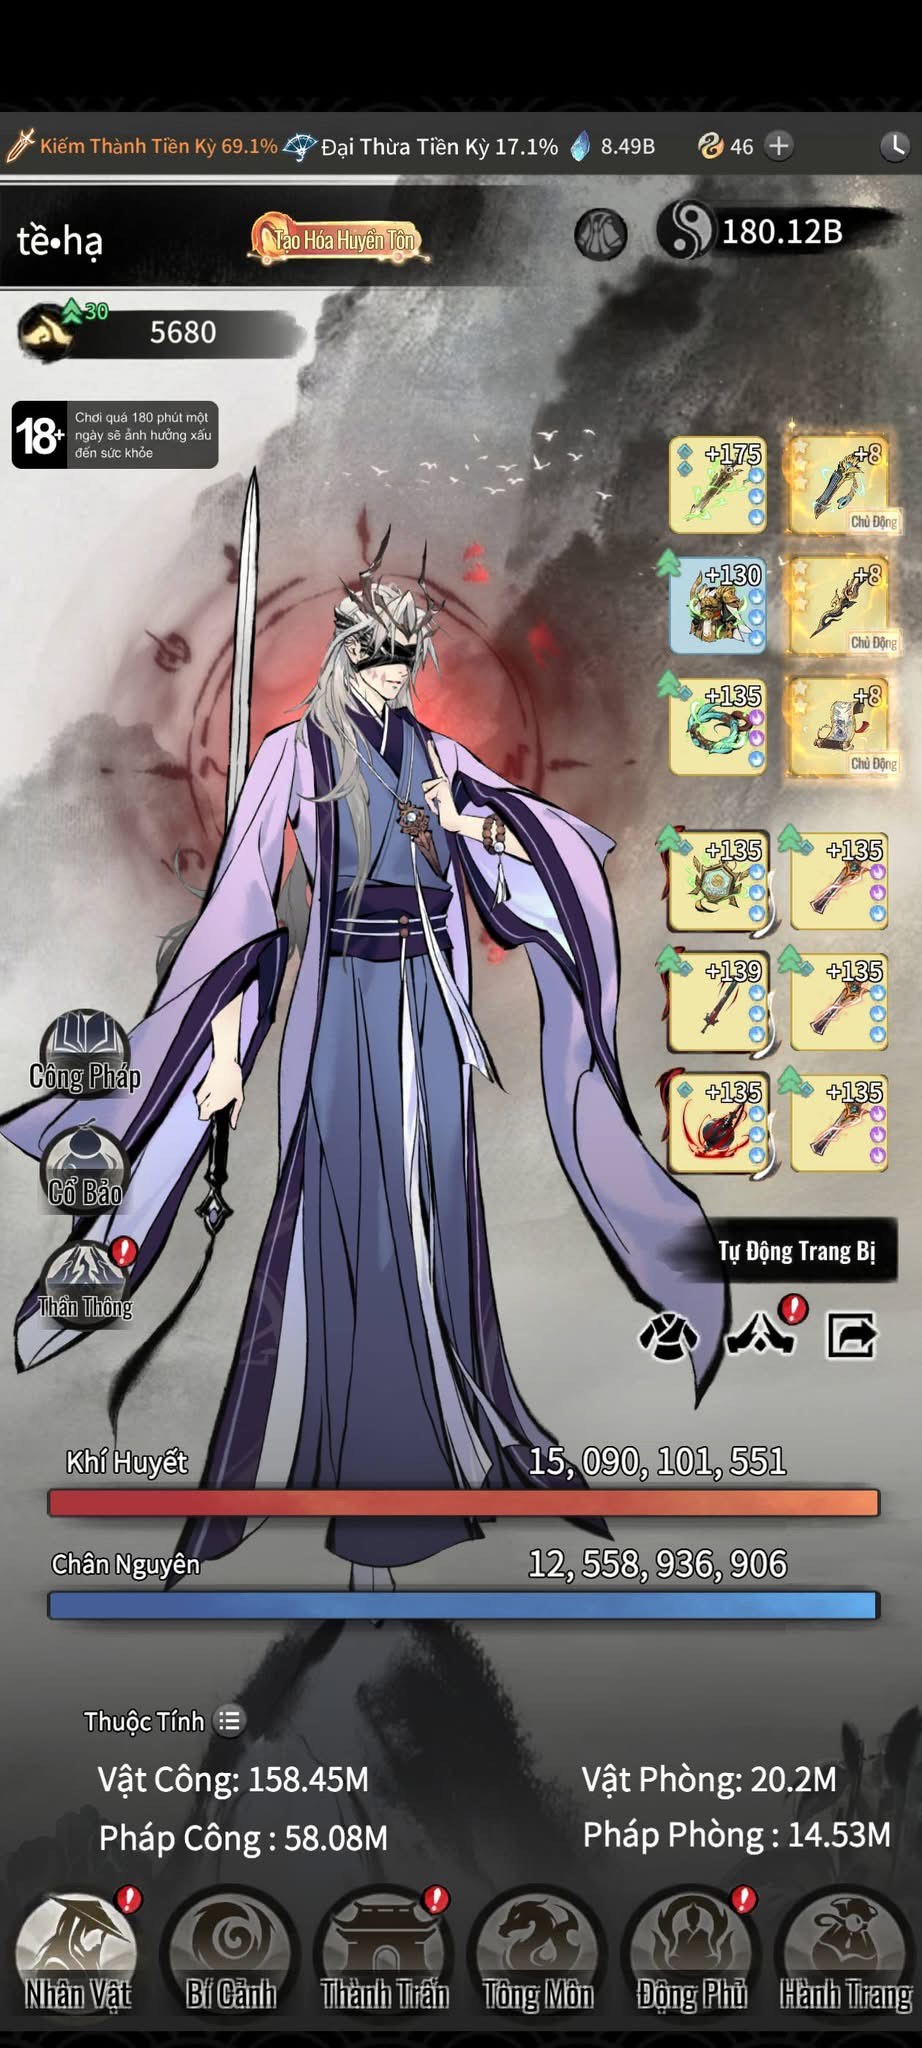 Kiếm Thành Tiền Kỳ 69.1% Đại Thừa Tiền Kỳ 17.1% 8.49B 46 +
tề•hạ Tạo Hóa Huyền Tôn 180.12B
30
5680
18+ Chơi quá 180 phút một
ngày sẽ ảnh hưởng xấu
đến sức khỏe
+175 +8
Chủ Động
+130 +8
Chủ Động
+135 +8
Chủ Động
+135 +135
+139 +135
+135 +135
Công Pháp
Cổ Bảo
Thần Thông
Tự Động Trang Bị
Khí Huyết 15, 090, 101, 551
Chân Nguyên 12, 558, 936, 906
Thuộc Tính
Vật Công: 158.45M Vật Phòng: 20.2M
Pháp Công : 58.08M Pháp Phòng : 14.53M
Nhân Vật Bí Cảnh Thành Trấn Tông Môn Động Phủ Hành Trang